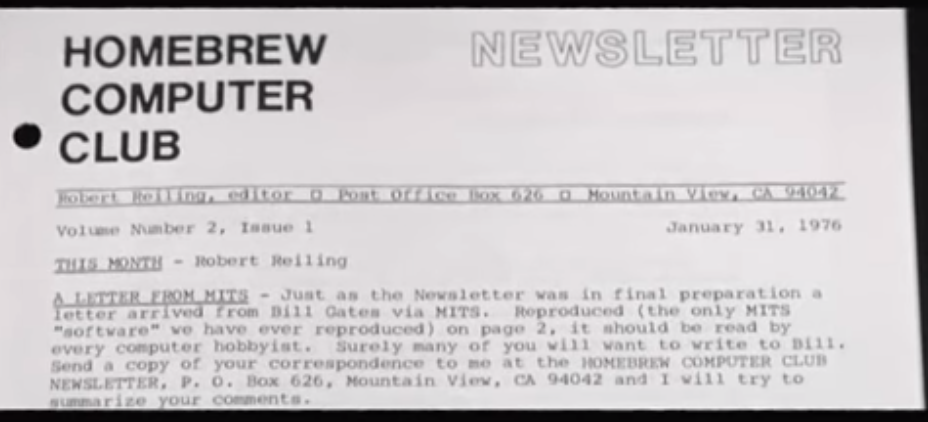 HOMEBREW
COMPUTER
CLUB
NEWSLETTER
Robert Reiling, editor □ Post Office Box 626 □ Mountain View, CA 94042
Volume Number 2, Issue 1 January 31, 1976
THIS MONTH - Robert Reiling
A LETTER FROM MITS - Just as the Newsletter was in final preparation a
letter arrived from Bill Gates via MITS. Reproduced (the only MITS
"software" we have ever reproduced) on page 2, it should be read by
every computer hobbyist. Surely many of you will want to write to Bill.
Send a copy of your correspondence to me at the HOMEBREW COMPUTER CLUB
NEWSLETTER, P. O. Box 626, Mountain View, CA 94042 and I will try to
summarize your comments.